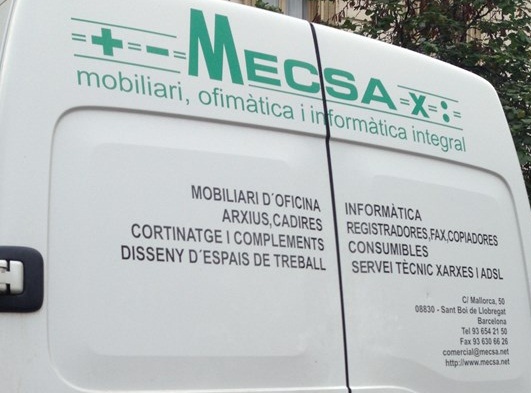 =+=-=MECSA=x=:=
mobiliari, ofimàtica i informàtica integral
MOBILIARI D´OFICINA
ARXIUS,CADIRES
CORTINATGE I COMPLEMENTS
DISSENY D´ESPAIS DE TREBALL
INFORMÀTICA
REGISTRADORES,FAX,COPIADORES
CONSUMIBLES
SERVEI TÈCNIC XARXES I ADSL
C/ Mallorca, 50
08830 - Sant Boi de Llobregat
Barcelona
Tel 93 654 21 50
Fax 93 630 66 26
comercial@mecsa.net
http://www.mecsa.net